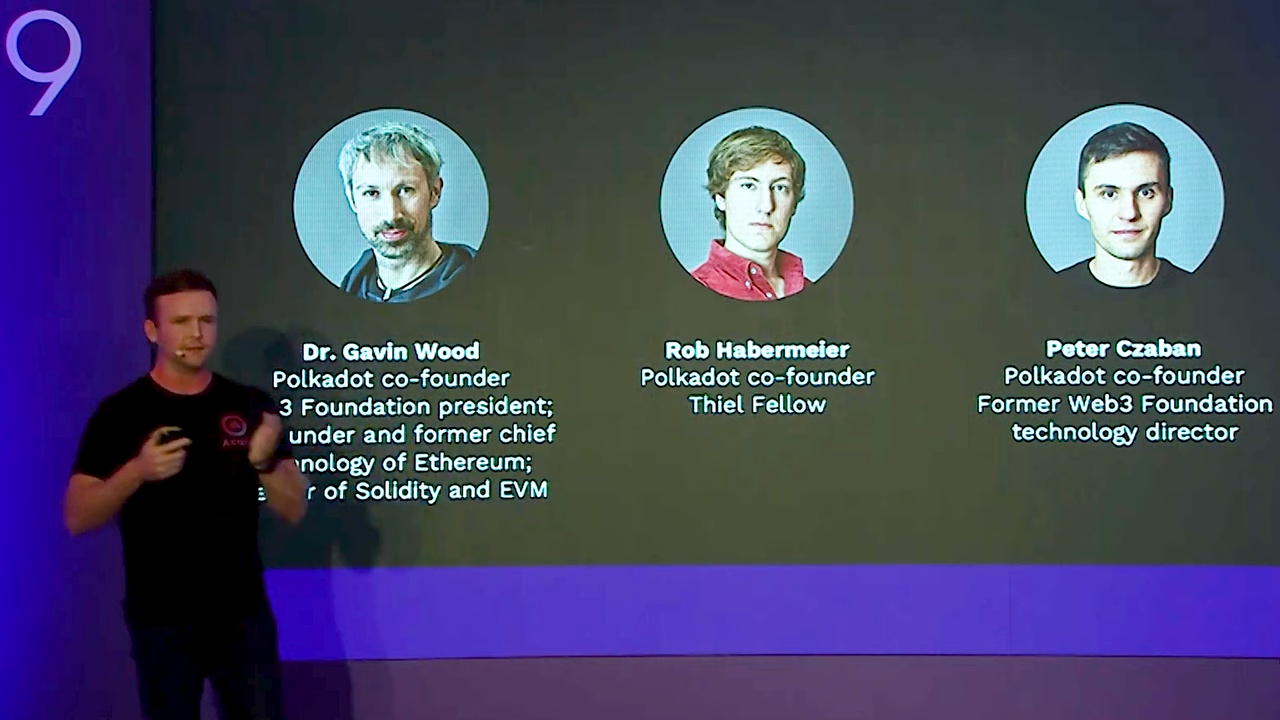 9
Dr. Gavin Wood
Polkadot co-founder
3 Foundation president;
under and former chief
nology of Ethereum;
r of Solidity and EVM
Rob Habermeier
Polkadot co-founder
Thiel Fellow
Peter Czaban
Polkadot co-founder
Former Web3 Foundation
technology director